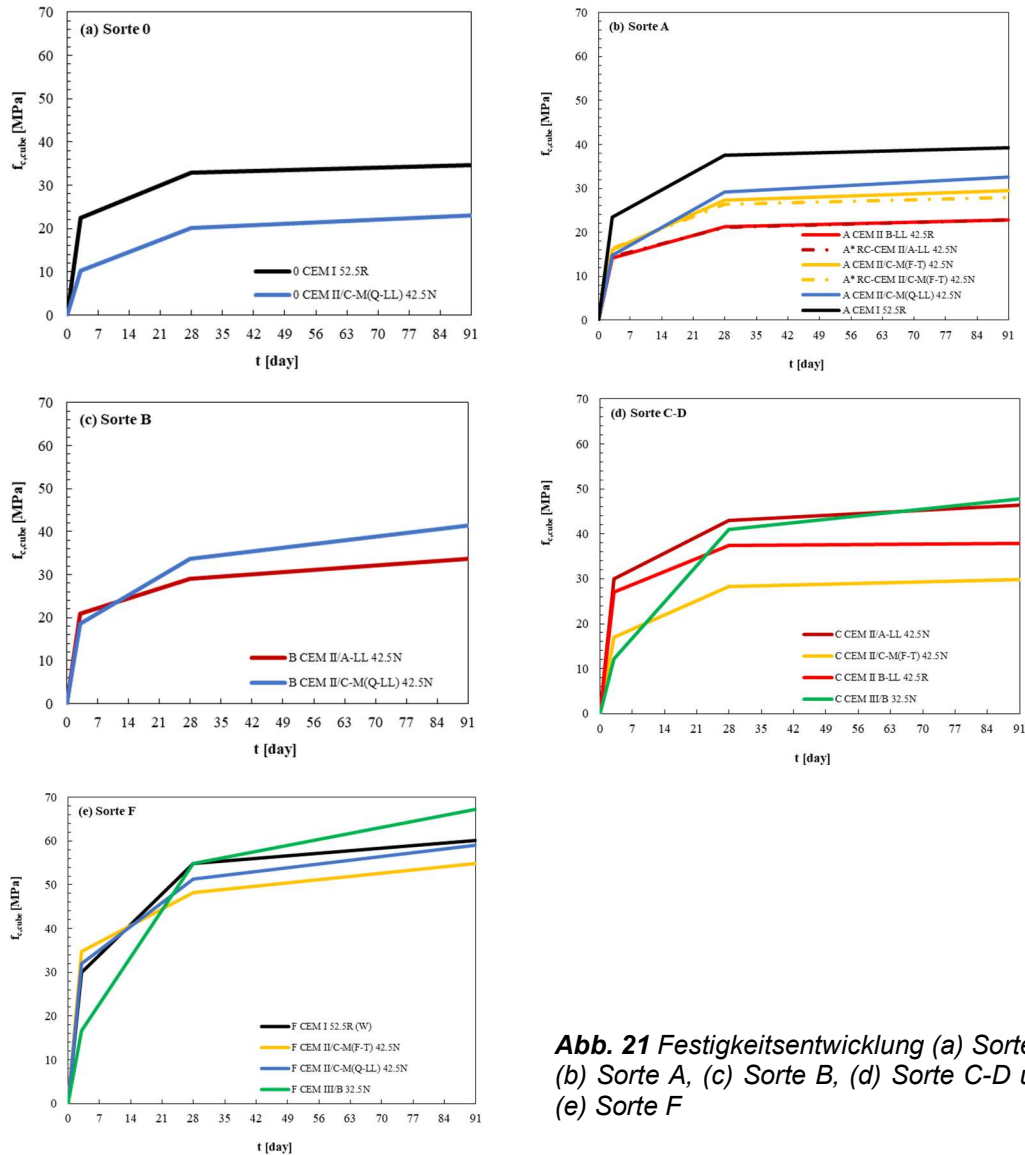 (a) Sorte 0
f_c,cube [MPa]
70
60
50
40
30
20
10
0
0 CEM I 52.5R
0 CEM II/C-M(Q-LL) 42.5N
0 7 14 21 28 35 42 49 56 63 70 77 84 91
t [day]
(b) Sorte A
f_c,cube [MPa]
70
60
50
40
30
20
10
0
A CEM II B-LL 42.5R
A* RC-CEM II/A-LL 42.5N
A CEM II/C-M(F-T) 42.5N
A* RC-CEM II/C-M(F-T) 42.5N
A CEM II/C-M(Q-LL) 42.5N
A CEM I 52.5R
0 7 14 21 28 35 42 49 56 63 70 77 84 91
t [day]
(c) Sorte B
f_c,cube [MPa]
70
60
50
40
30
20
10
0
B CEM II/A-LL 42.5N
B CEM II/C-M(Q-LL) 42.5N
0 7 14 21 28 35 42 49 56 63 70 77 84 91
t [day]
(d) Sorte C-D
f_c,cube [MPa]
70
60
50
40
30
20
10
0
C CEM II/A-LL 42.5N
C CEM II/C-M(F-T) 42.5N
C CEM II B-LL 42.5R
C CEM III/B 32.5N
0 7 14 21 28 35 42 49 56 63 70 77 84 91
t [day]
(e) Sorte F
f_c,cube [MPa]
70
60
50
40
30
20
10
0
F CEM I 52.5R (W)
F CEM II/C-M(F-T) 42.5N
F CEM II/C-M(Q-LL) 42.5N
F CEM III/B 32.5N
0 7 14 21 28 35 42 49 56 63 70 77 84 91
t [day]
Abb. 21 Festigkeitsentwicklung (a) Sorte
(b) Sorte A, (c) Sorte B, (d) Sorte C-D
(e) Sorte F